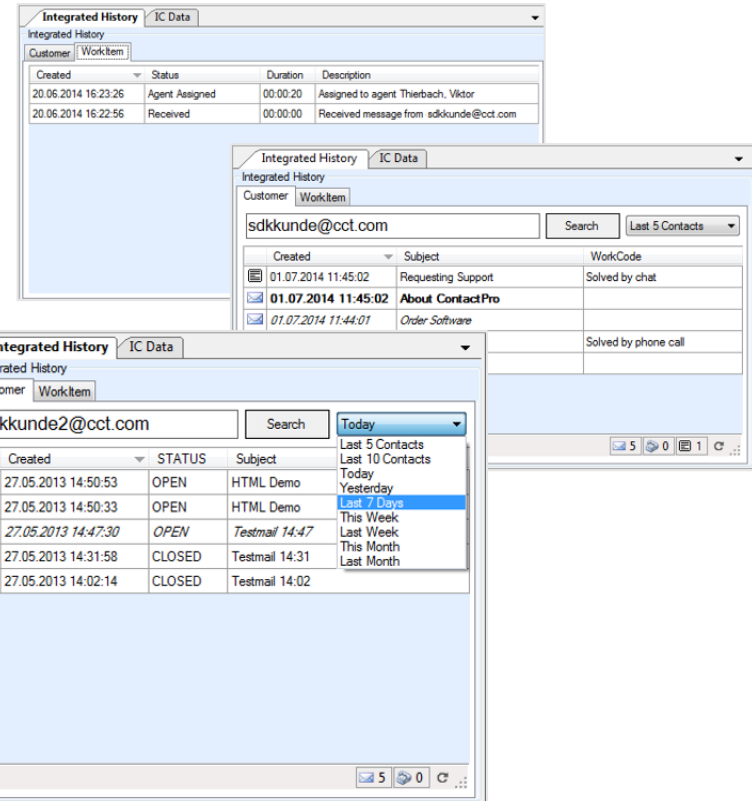 Integrated History IC Data
Integrated History
Customer WorkItem
Created Status Duration Description
20.06.2014 16:23:26 Agent Assigned 00:00:20 Assigned to agent Thierbach, Viktor
20.06.2014 16:22:56 Received 00:00:00 Received message from sdkkunde@cct.com
Integrated History IC Data
Integrated History
Customer WorkItem
sdkkunde@cct.com Search Last 5 Contacts
Created Subject WorkCode
01.07.2014 11:45:02 Requesting Support Solved by chat
01.07.2014 11:45:02 About ContactPro
01.07.2014 11:44:01 Order Software
Solved by phone call
5 0 1
ntegrated History IC Data
rated History
omer WorkItem
kkunde2@cct.com Search Today
Last 5 Contacts
Last 10 Contacts
Today
Yesterday
Last 7 Days
This Week
Last Week
This Month
Last Month
Created STATUS Subject
27.05.2013 14:50:53 OPEN HTML Demo
27.05.2013 14:50:33 OPEN HTML Demo
27.05.2013 14:47:30 OPEN Testmail 14:47
27.05.2013 14:31:58 CLOSED Testmail 14:31
27.05.2013 14:02:14 CLOSED Testmail 14:02
5 0